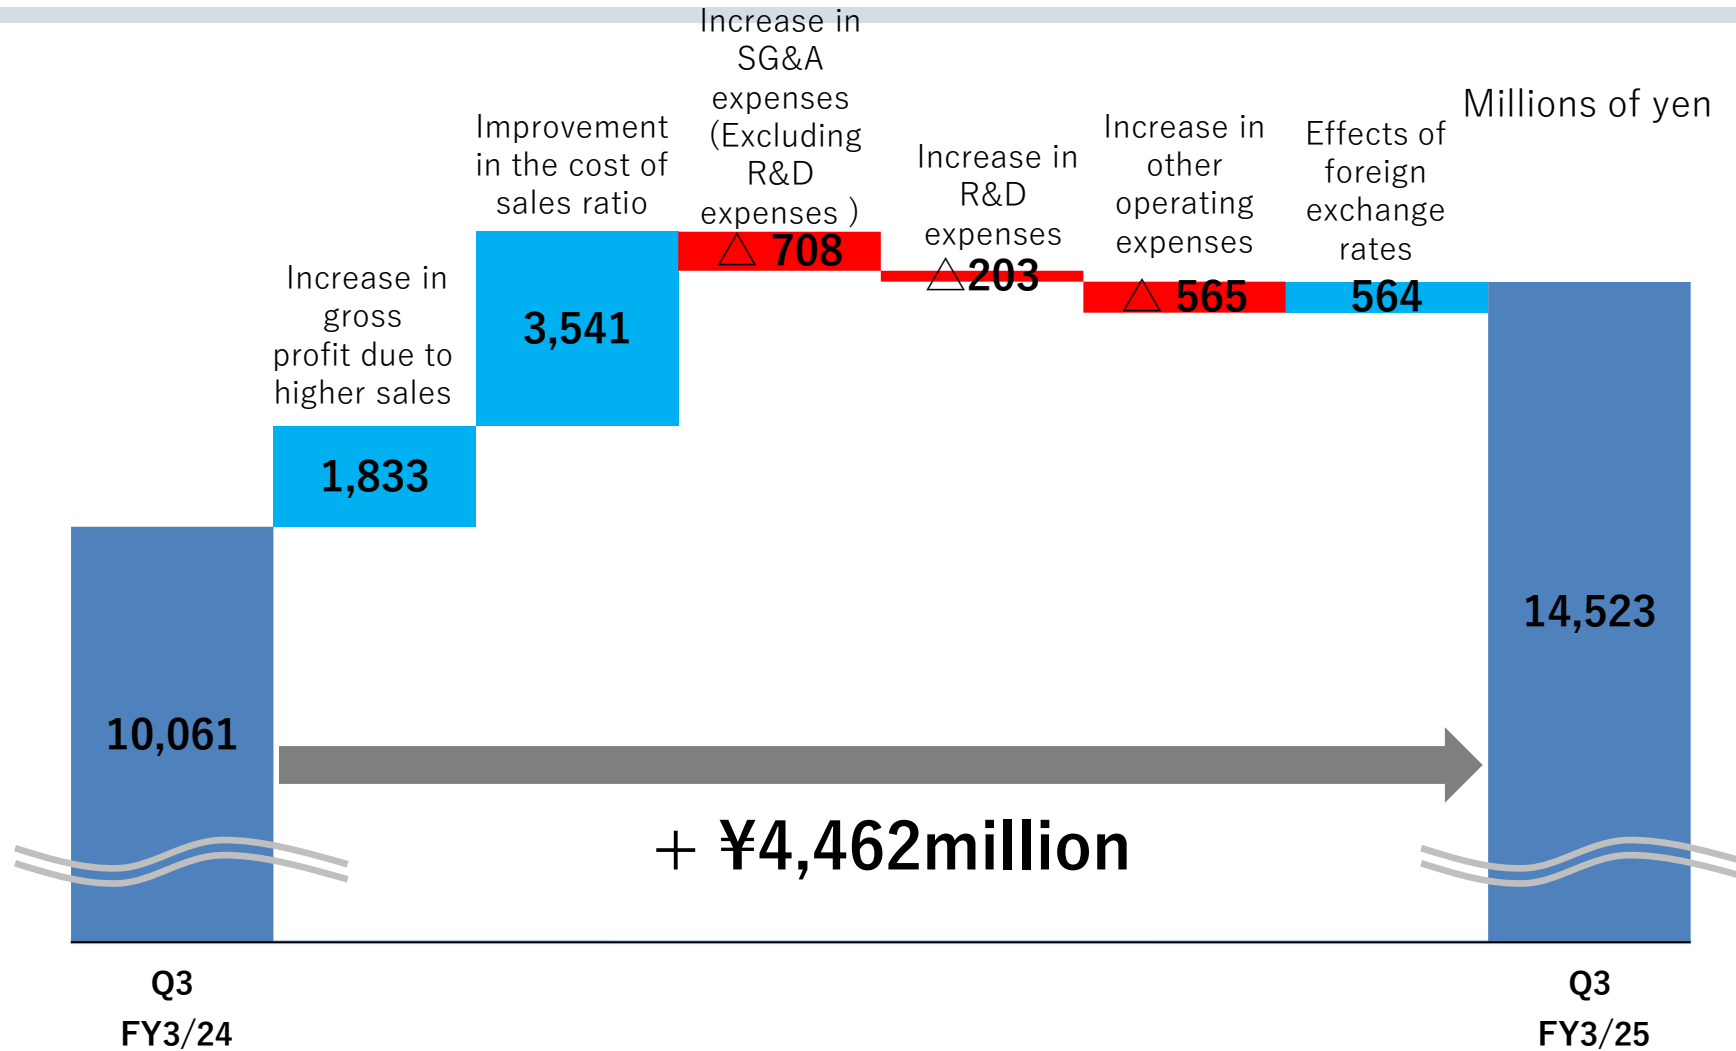 Millions of yen
Q3
FY3/24
10,061
Increase in
gross
profit due to
higher sales
1,833
Improvement
in the cost of
sales ratio
3,541
Increase in
SG&A
expenses
(Excluding
R&D
expenses )
△ 708
Increase in
R&D
expenses
△203
Increase in
other
operating
expenses
△ 565
Effects of
foreign
exchange
rates
564
14,523
+ ¥4,462million
Q3
FY3/25